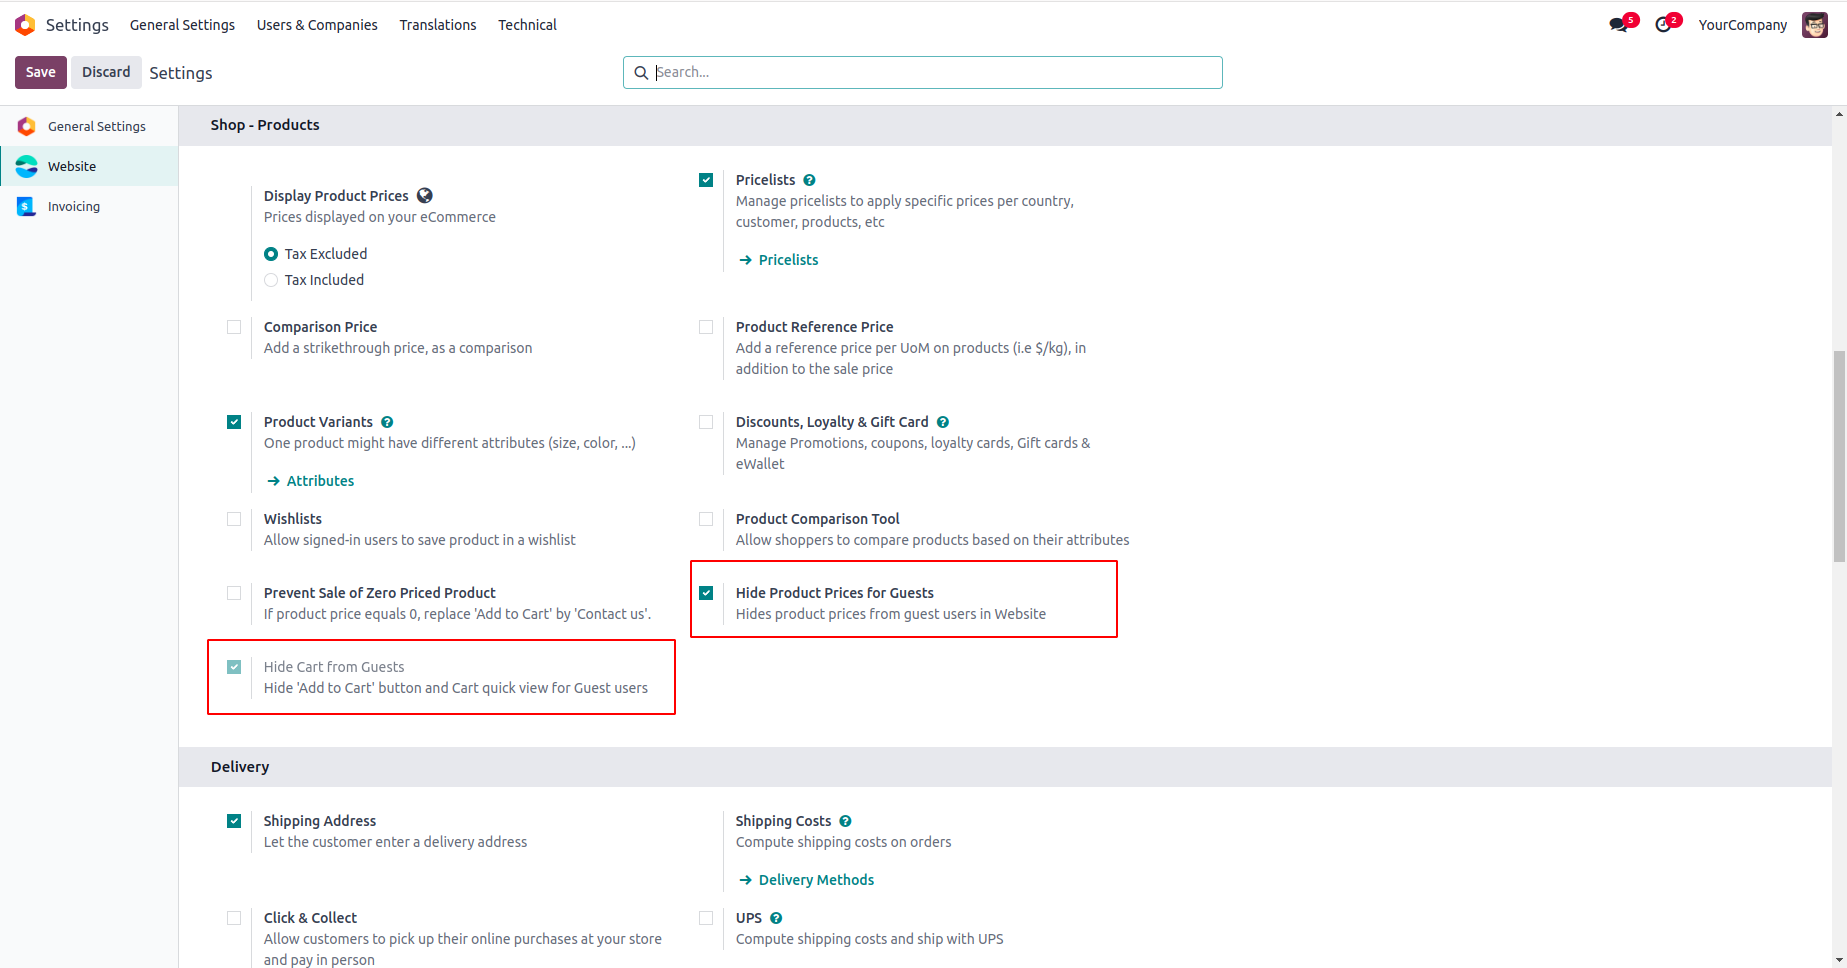 Settings General Settings Users & Companies Translations Technical 5 2 YourCompany
Save Discard Settings Search...
General Settings
Website
Invoicing
Shop - Products
Display Product Prices
Prices displayed on your eCommerce
Tax Excluded
Tax Included
Pricelists ?
Manage pricelists to apply specific prices per country,
customer, products, etc
Pricelists
Comparison Price
Add a strikethrough price, as a comparison
Product Reference Price
Add a reference price per UoM on products (i.e $/kg), in
addition to the sale price
Product Variants ?
One product might have different attributes (size, color, ...)
Attributes
Discounts, Loyalty & Gift Card ?
Manage Promotions, coupons, loyalty cards, Gift cards &
eWallet
Wishlists
Allow signed-in users to save product in a wishlist
Product Comparison Tool
Allow shoppers to compare products based on their attributes
Prevent Sale of Zero Priced Product
If product price equals 0, replace 'Add to Cart' by 'Contact us'.
Hide Product Prices for Guests
Hides product prices from guest users in Website
Hide Cart from Guests
Hide 'Add to Cart' button and Cart quick view for Guest users
Delivery
Shipping Address
Let the customer enter a delivery address
Shipping Costs ?
Compute shipping costs on orders
Delivery Methods
Click & Collect
Allow customers to pick up their online purchases at your store
and pay in person
UPS ?
Compute shipping costs and ship with UPS